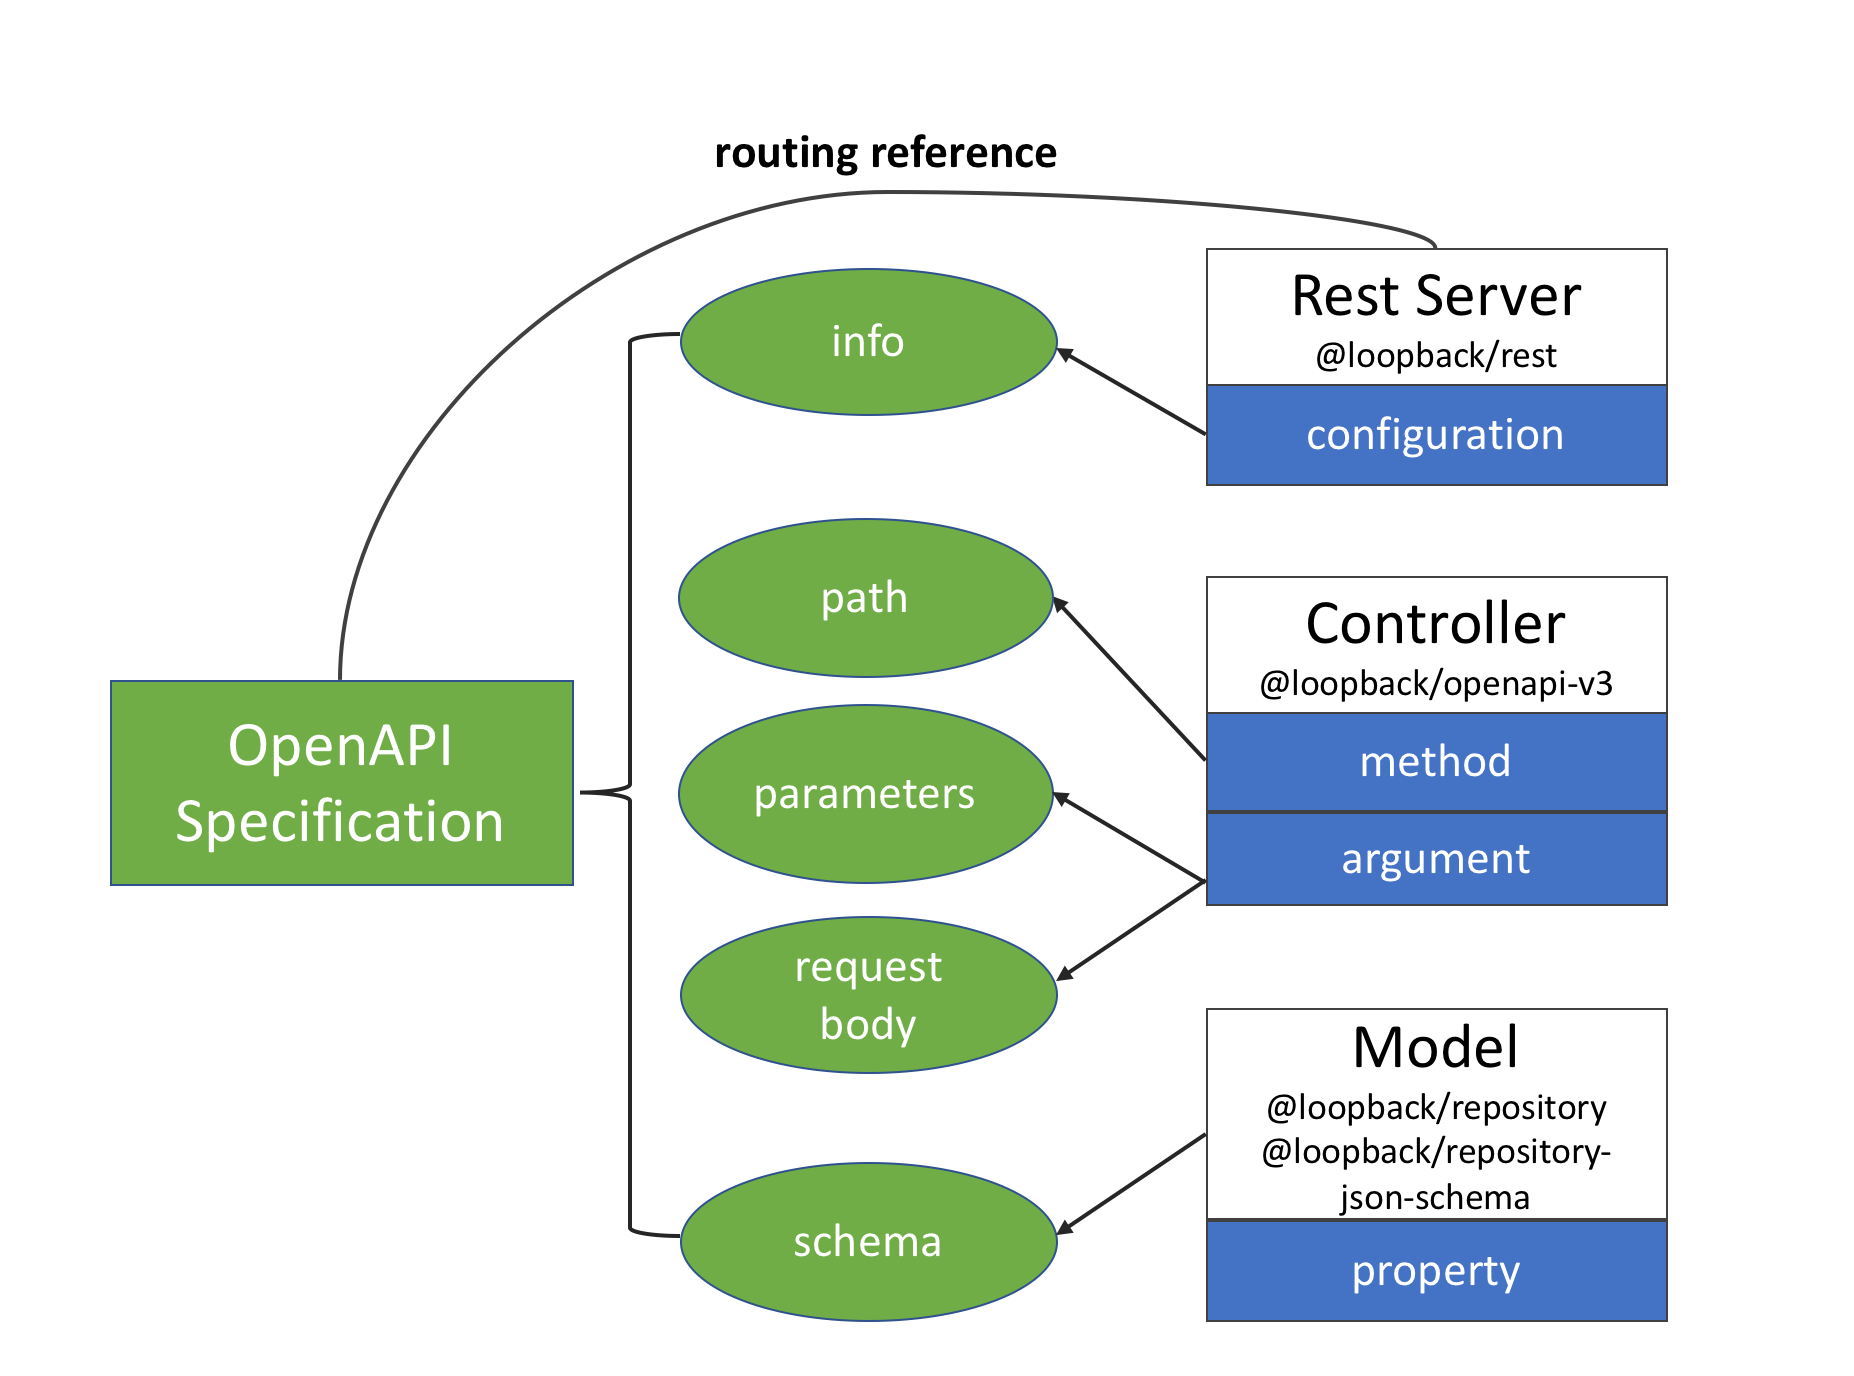 routing reference
info
path
parameters
request
body
schema
OpenAPI
Specification
Rest Server
@loopback/rest
configuration
Controller
@loopback/openapi-v3
method
argument
Model
@loopback/repository
@loopback/repository-
json-schema
property